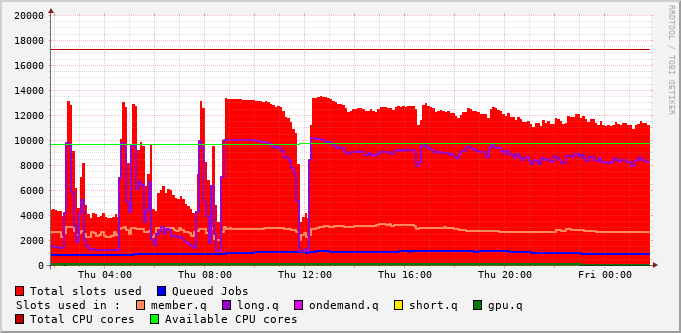 20000
18000
16000
14000
12000
10000
8000
6000
4000
2000
0
Thu 04:00 Thu 08:00 Thu 12:00 Thu 16:00 Thu 20:00 Fri 00:00
Total slots used Queued Jobs
Slots used in : member.q long.q ondemand.q short.q gpu.q
Total CPU cores Available CPU cores
RRDTOOL / TOBI OETIKER